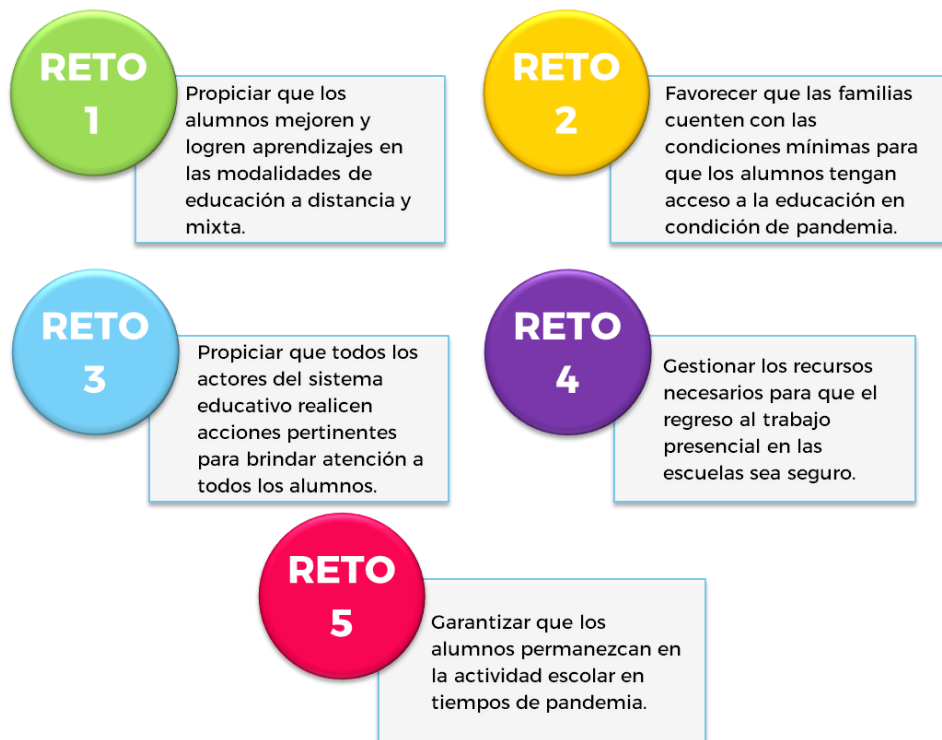 RETO
1
Propiciar que los
alumnos mejoren y
logren aprendizajes en
las modalidades de
educación a distancia y
mixta.
RETO
2
Favorecer que las familias
cuenten con las
condiciones mínimas para
que los alumnos tengan
acceso a la educación en
condición de pandemia.
RETO
3
Propiciar que todos los
actores del sistema
educativo realicen
acciones pertinentes
para brindar atención a
todos los alumnos.
RETO
4
Gestionar los recursos
necesarios para que el
regreso al trabajo
presencial en las
escuelas sea seguro.
RETO
5
Garantizar que los
alumnos permanezcan en
la actividad escolar en
tiempos de pandemia.